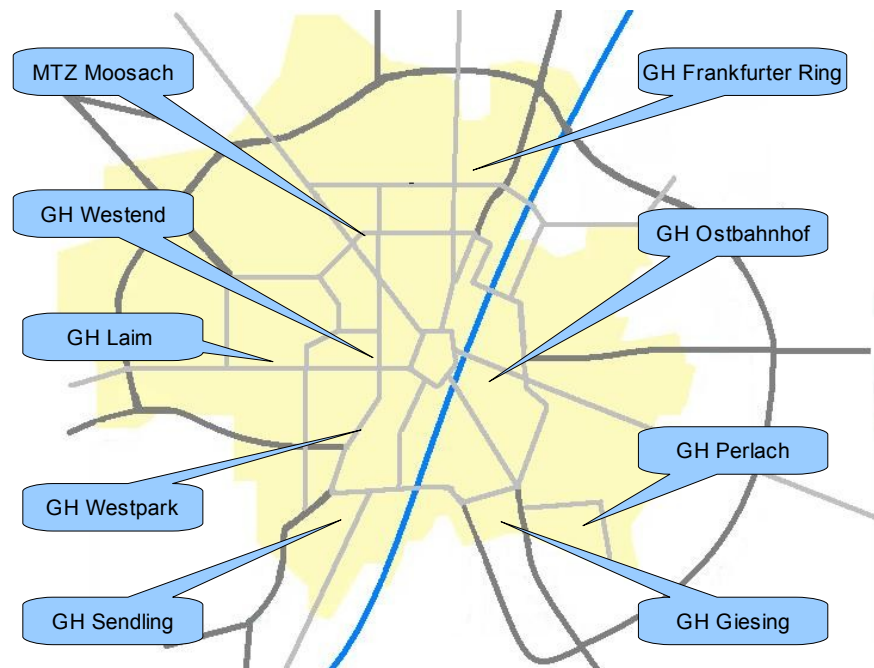 MTZ Moosach
GH Frankfurter Ring
GH Westend
GH Ostbahnhof
GH Laim
GH Perlach
GH Westpark
GH Sendling
GH Giesing